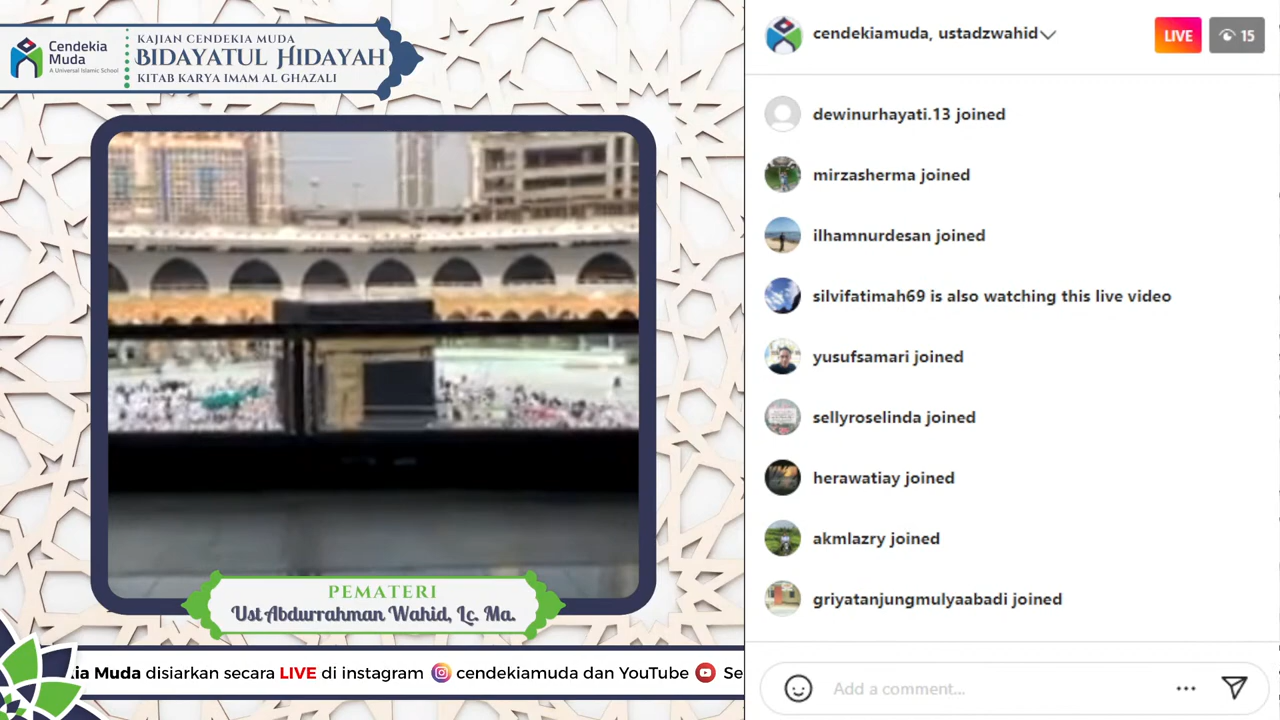 Cendekia
Muda
A Universal Islamic School
KAJIAN CENDEKIA MUDA
BIDAYATUL HIDAYAH
KITAB KARYA IMAM AL GHAZALI
PEMATERI
Ust Abdurrahman Wahid, Lc. Ma.
ia Muda disiarkan secara LIVE di instagram cendekiamuda dan YouTube Se
cendekiamuda, ustadzwahid
LIVE
15
dewinurhayati.13 joined
mirzasherma joined
ilhamnurdesan joined
silvifatimah69 is also watching this live video
yusufsamari joined
sellyroselinda joined
herawatiay joined
akmlazry joined
griyatanjungmulyaabadi joined
Add a comment...